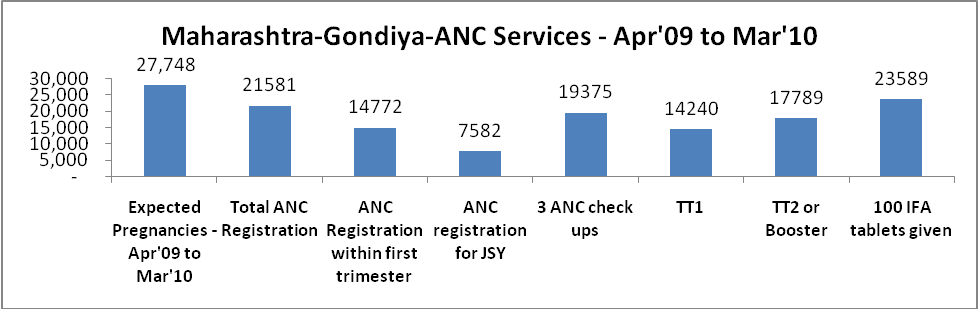 Maharashtra-Gondiya-ANC Services - Apr'09 to Mar'10
30,000
25,000
20,000
15,000
10,000
5,000
-
27,748
21581
14772
7582
19375
14240
17789
23589
Expected
Pregnancies -
Apr'09 to
Mar'10
Total ANC
Registration
ANC
Registration
within first
trimester
ANC
registration
for JSY
3 ANC check
ups
TT1
TT2 or
Booster
100 IFA
tablets given